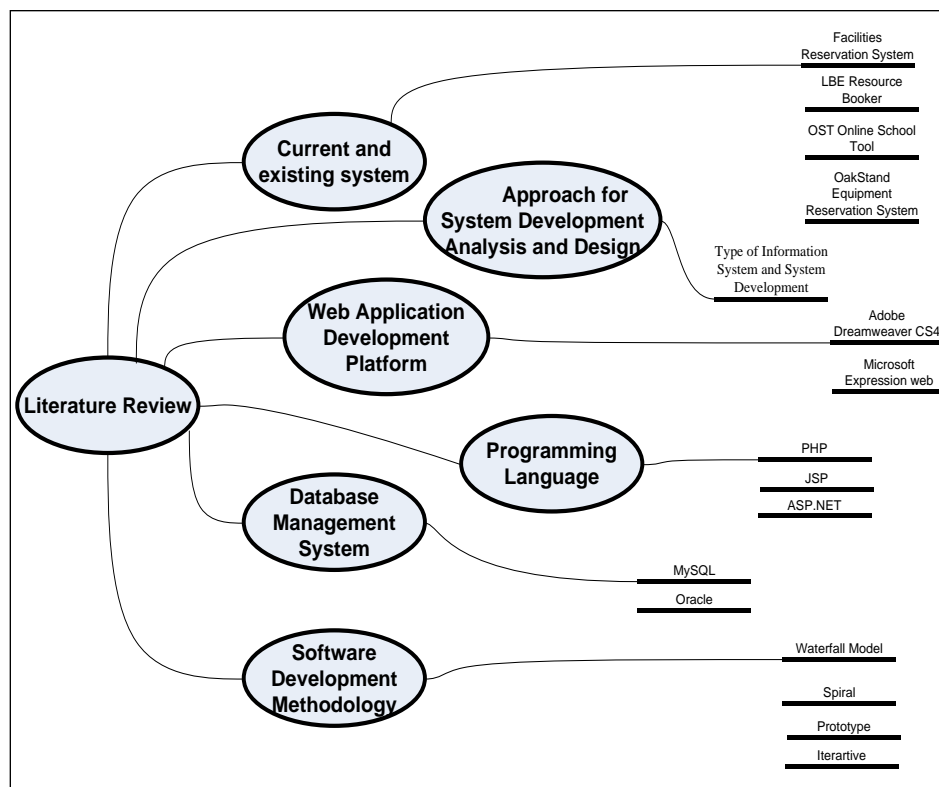 Literature Review
Current and
existing system
Facilities
Reservation System
LBE Resource
Booker
OST Online School
Tool
OakStand
Equipment
Reservation System
Approach for
System Development
Analysis and Design
Type of Information
System and System
Development
Web Application
Development
Platform
Adobe
Dreamweaver CS4
Microsoft
Expression web
Programming
Language
PHP
JSP
ASP.NET
Database
Management
System
MySQL
Oracle
Software
Development
Methodology
Waterfall Model
Spiral
Prototype
Iterartive